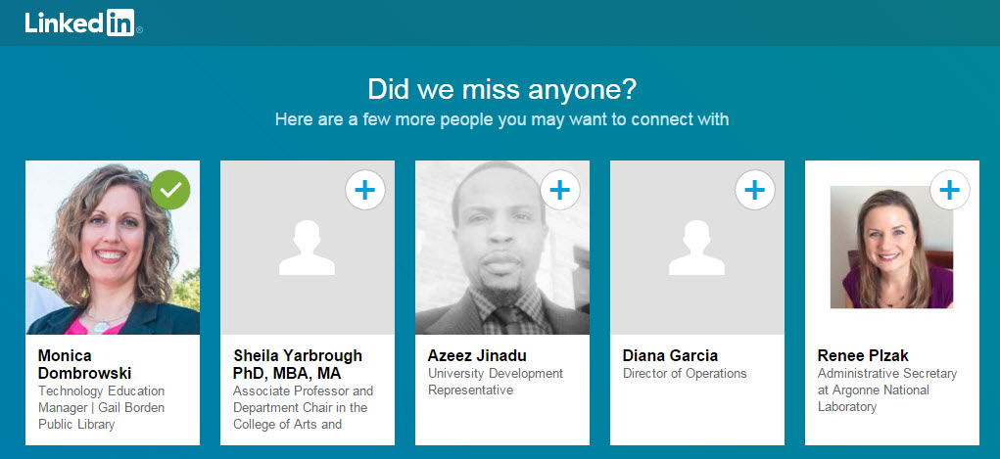 Linked in ®
Did we miss anyone?
Here are a few more people you may want to connect with
Monica
Dombrowski
Technology Education
Manager | Gail Borden
Public Library
Sheila Yarbrough
PhD, MBA, MA
Associate Professor and
Department Chair in the
College of Arts and
Azeez Jinadu
University Development
Representative
Diana Garcia
Director of Operations
Renee Plzak
Administrative Secretary
at Argonne National
Laboratory